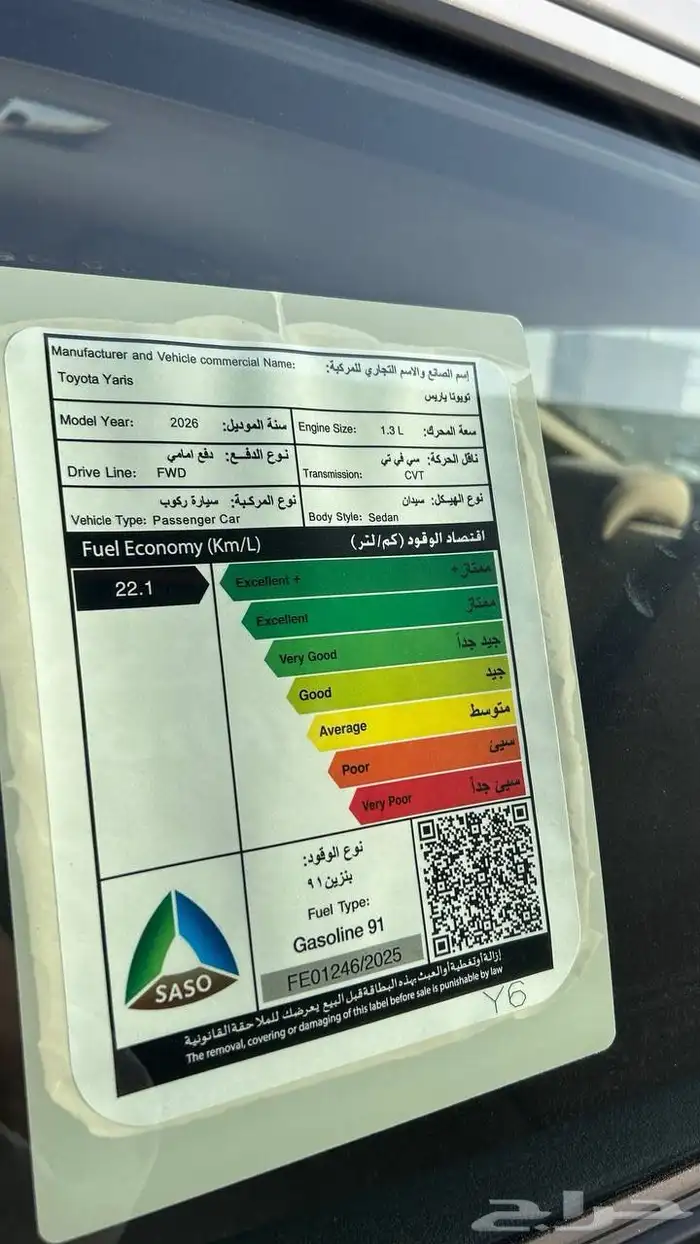 Manufacturer and Vehicle commercial Name: إسم الصانع والاسم التجاري للمركبة:
Toyota Yaris
تويوتا ياريس
Model Year: 2026 سنة الموديل:
Engine Size: 1.3 L سعة المحرك:
نوع الدفــع: دفع امامي
Drive Line: FWD
ناقل الحركة: سي في تي
Transmission: CVT
نوع المركبة: سيارة ركوب
Vehicle Type: Passenger Car
نوع الهيكل: سيدان
Body Style: Sedan
Fuel Economy (Km/L) اقتصاد الوقود (كم/لتر)
22.1
Excellent + ممتاز+
Excellent ممتاز
Very Good جيد جداً
Good جيد
Average متوسط
Poor سيئ
Very Poor سيئ جداً
نوع الوقود:
بنزين ٩١
Fuel Type:
Gasoline 91
FE01246/2025
SASO
إزالة أو تغطية أو العبث بهذه البطاقة قبل البيع يعرضك للملاحقة القانونية
The removal, covering or damaging of this label before sale is punishable by law
Y6
حراج